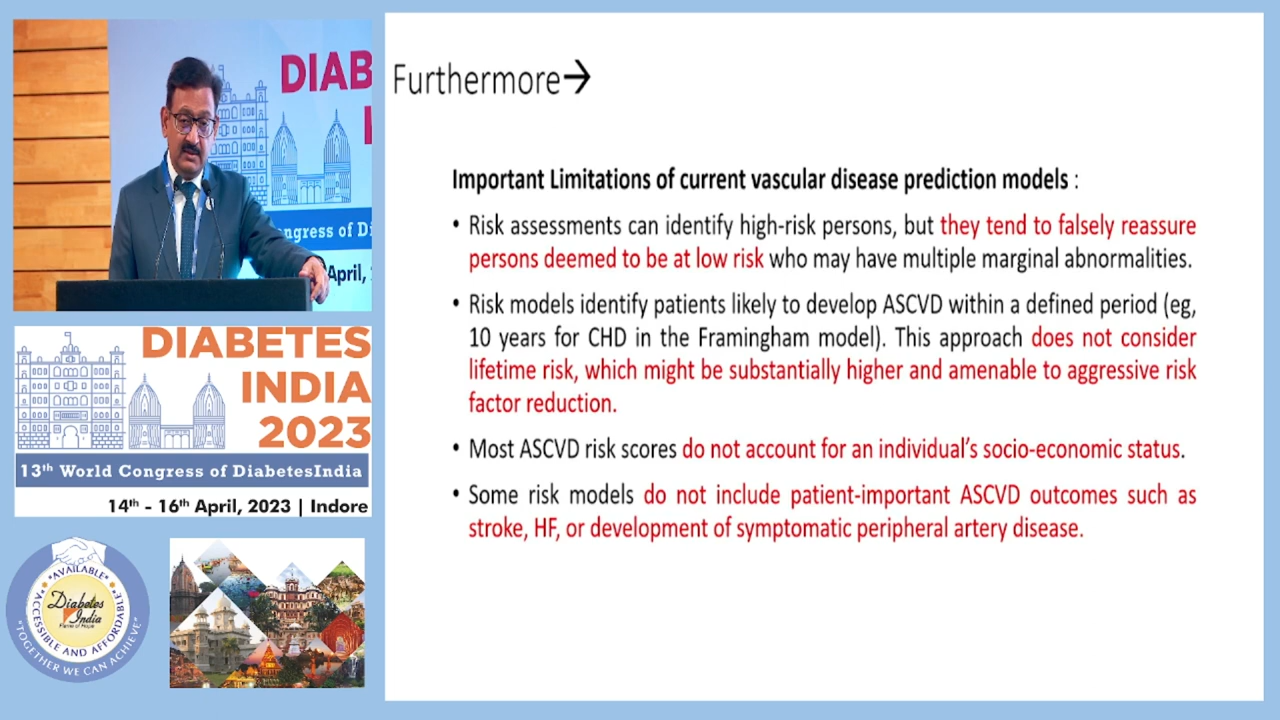 DIAB
I
ngress of Di
April,
DIABETES
INDIA
2023
13th World Congress of DiabetesIndia
14th - 16th April, 2023 | Indore
*AVAILABLE*
ACCESSIBLE AND AFFORDABLE
Diabetes
India
"TOGETHER WE CAN ACHIEVE"
Furthermore→
Important Limitations of current vascular disease prediction models :
• Risk assessments can identify high-risk persons, but they tend to falsely reassure
persons deemed to be at low risk who may have multiple marginal abnormalities.
• Risk models identify patients likely to develop ASCVD within a defined period (eg,
10 years for CHD in the Framingham model). This approach does not consider
lifetime risk, which might be substantially higher and amenable to aggressive risk
factor reduction.
• Most ASCVD risk scores do not account for an individual's socio-economic status.
• Some risk models do not include patient-important ASCVD outcomes such as
stroke, HF, or development of symptomatic peripheral artery disease.